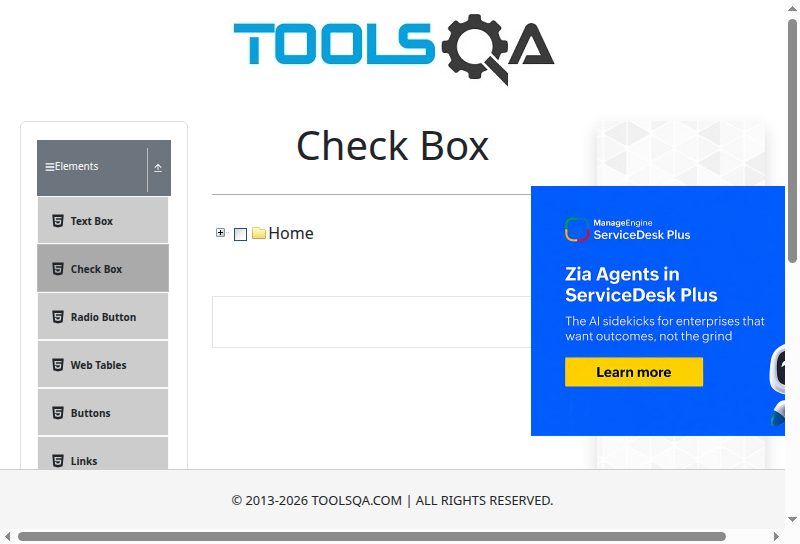 TOOLSQA
Check Box
Elements
Text Box
Check Box
Radio Button
Web Tables
Buttons
Links
Home
ManageEngine
ServiceDesk Plus
Zia Agents in
ServiceDesk Plus
The AI sidekicks for enterprises that
want outcomes, not the grind
Learn more
© 2013-2026 TOOLSQA.COM | ALL RIGHTS RESERVED.